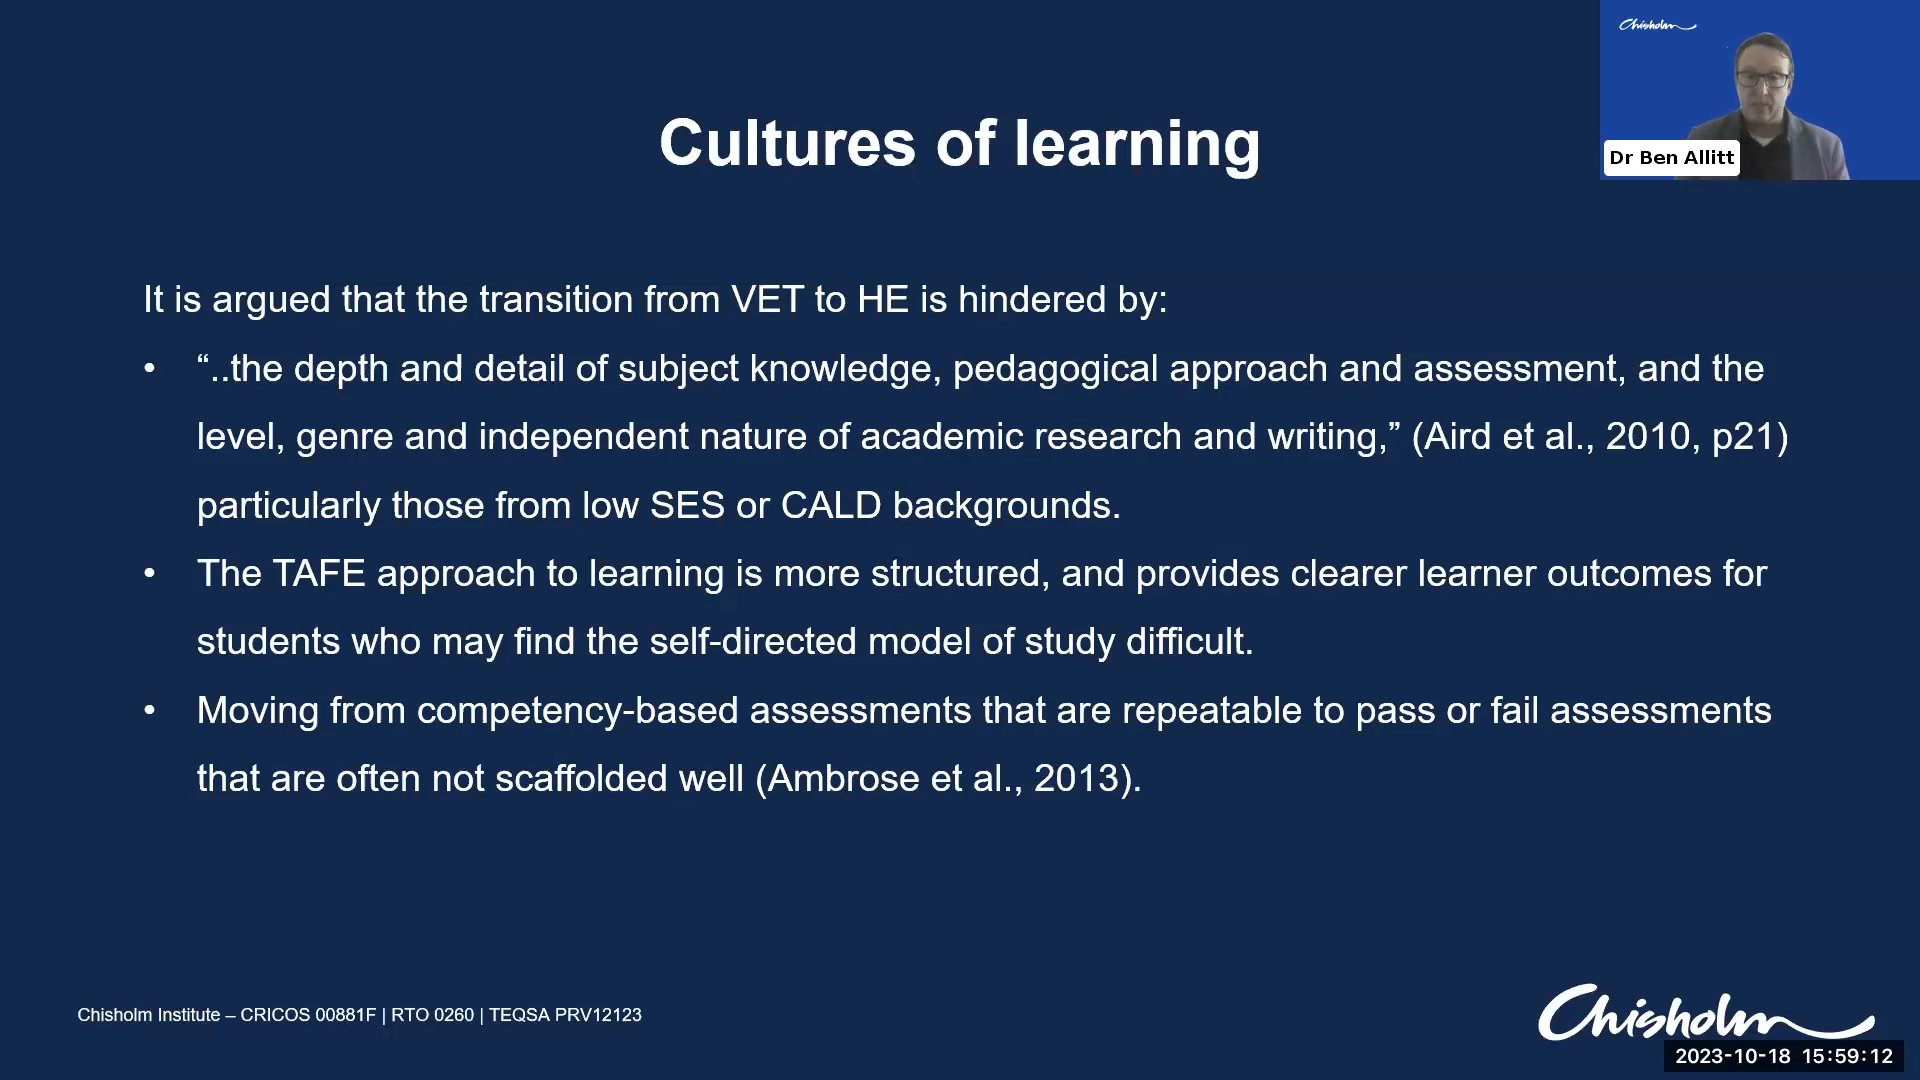 Chisholm
Dr Ben Allitt
Cultures of learning
It is argued that the transition from VET to HE is hindered by:
• “..the depth and detail of subject knowledge, pedagogical approach and assessment, and the
level, genre and independent nature of academic research and writing,” (Aird et al., 2010, p21)
particularly those from low SES or CALD backgrounds.
• The TAFE approach to learning is more structured, and provides clearer learner outcomes for
students who may find the self-directed model of study difficult.
• Moving from competency-based assessments that are repeatable to pass or fail assessments
that are often not scaffolded well (Ambrose et al., 2013).
Chisholm Institute – CRICOS 00881F | RTO 0260 | TEQSA PRV12123
Chisholm
2023-10-18 15:59:12